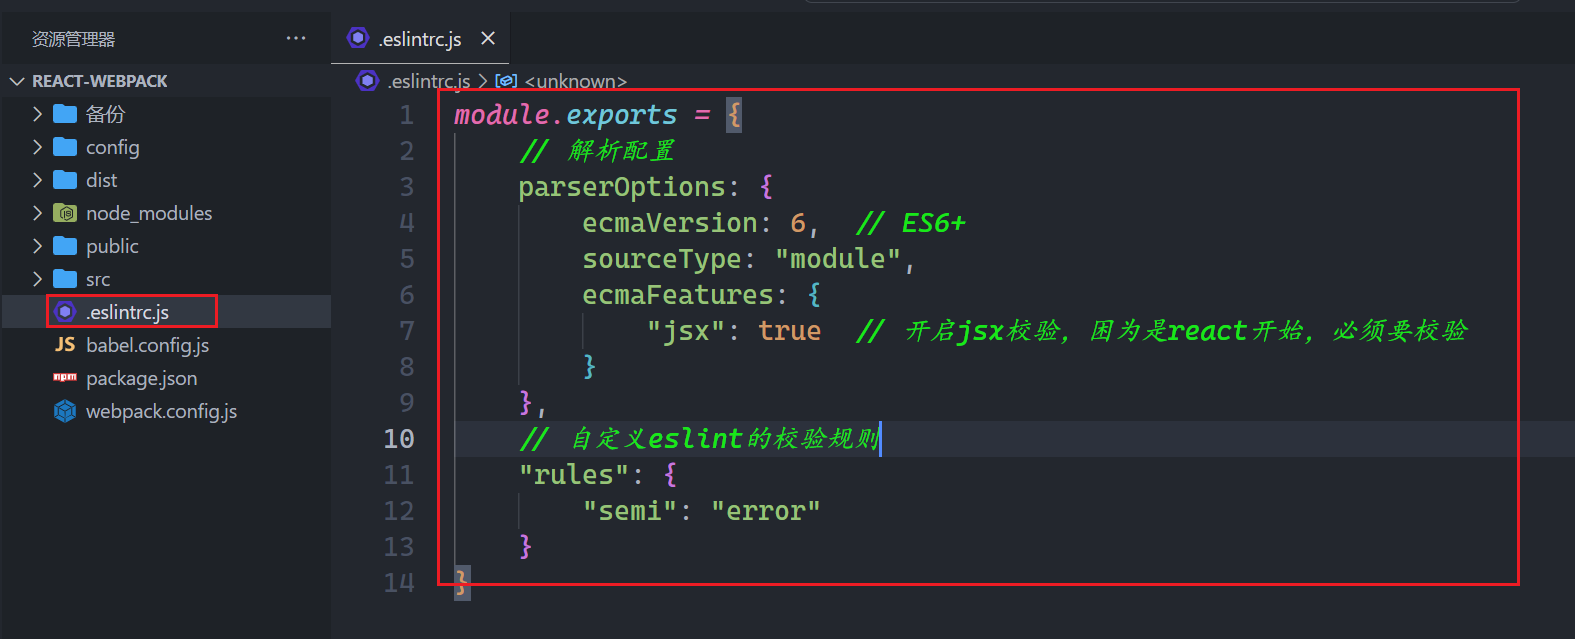 资源管理器 ···
.eslintrc.js
REACT-WEBPACK
.eslintrc.js > <unknown>
备份
config
dist
node_modules
public
src
.eslintrc.js
JS babel.config.js
npm package.json
webpack.config.js
1 module.exports = {
2 // 解析配置
3 parserOptions: {
4 ecmaVersion: 6, // ES6+
5 sourceType: "module",
6 ecmaFeatures: {
7 "jsx": true // 开启jsx校验，因为是react开始，必须要校验
8 }
9 },
10 // 自定义eslint的校验规则
11 "rules": {
12 "semi": "error"
13 }
14 }